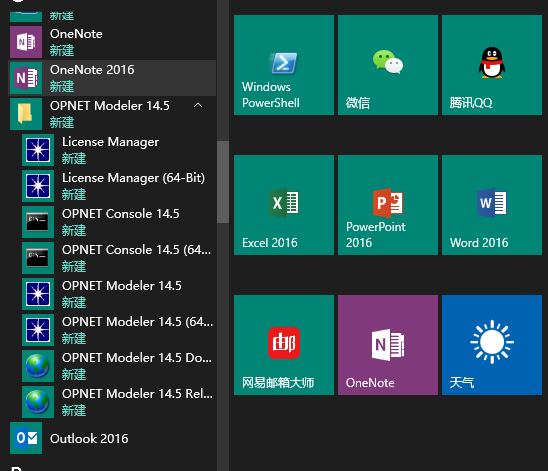 新建
OneNote
新建
OneNote 2016
新建
OPNET Modeler 14.5
新建
License Manager
新建
License Manager (64-Bit)
新建
OPNET Console 14.5
新建
OPNET Console 14.5 (64...
新建
OPNET Modeler 14.5
新建
OPNET Modeler 14.5 (64...
新建
OPNET Modeler 14.5 Do...
新建
OPNET Modeler 14.5 Rel...
新建
Outlook 2016
Windows
PowerShell
微信
腾讯QQ
Excel 2016
PowerPoint
2016
Word 2016
邮
网易邮箱大师
OneNote
天气